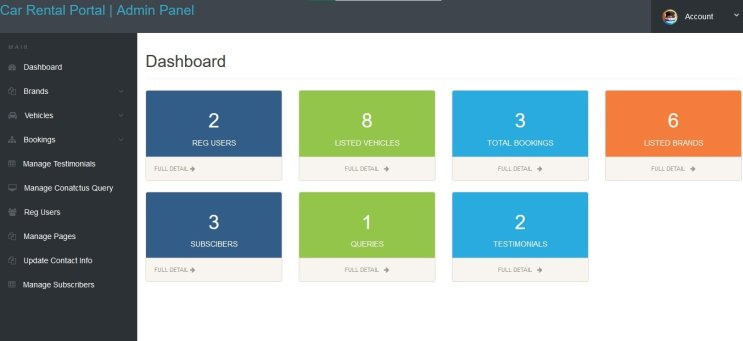 Car Rental Portal | Admin Panel
Account
MAIN
Dashboard
Brands
Vehicles
Bookings
Manage Testimonials
Manage Conatctus Query
Reg Users
Manage Pages
Update Contact Info
Manage Subscribers
Dashboard
2
REG USERS
FULL DETAIL
8
LISTED VEHICLES
FULL DETAIL
3
TOTAL BOOKINGS
FULL DETAIL
6
LISTED BRANDS
FULL DETAIL
3
SUBSCIBERS
FULL DETAIL
1
QUERIES
FULL DETAIL
2
TESTIMONIALS
FULL DETAIL